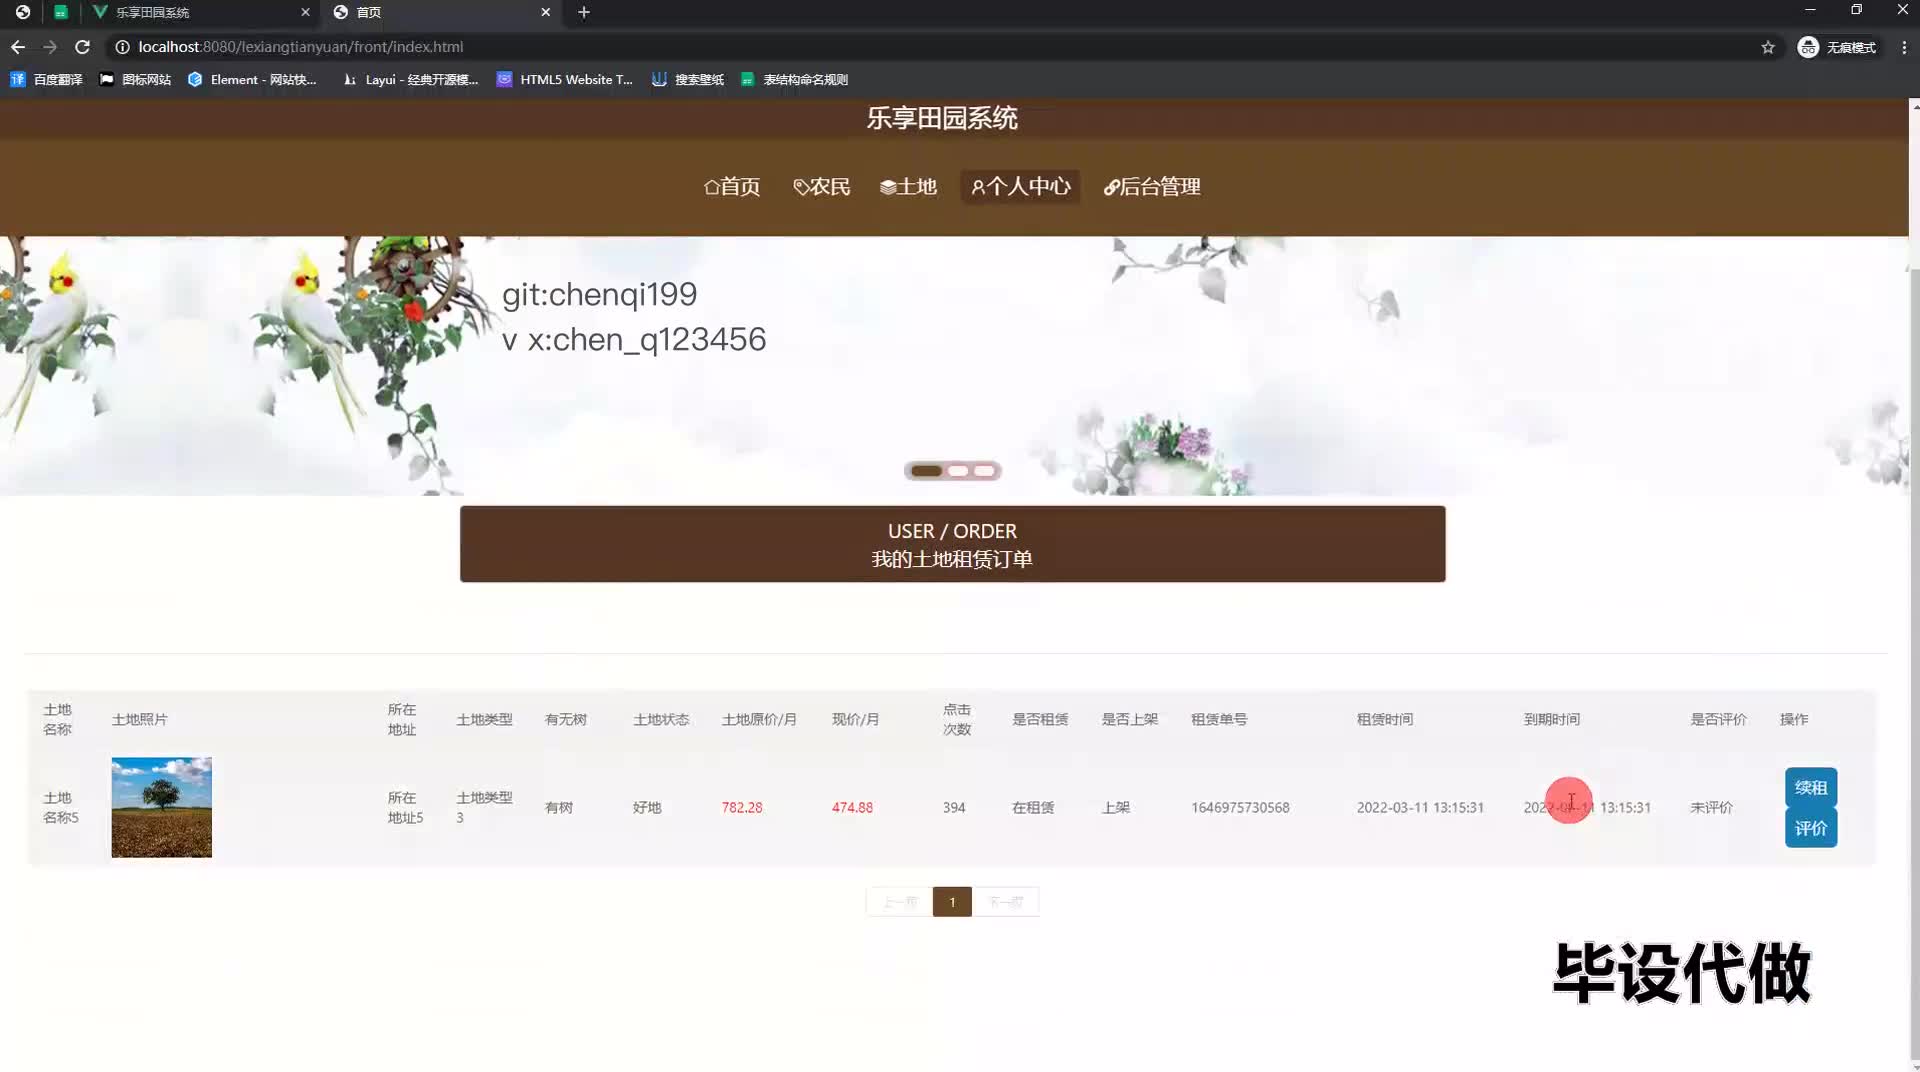 乐享田园系统
首页
localhost:8080/lexiangtianyuan/front/index.html
无痕模式
百度翻译
图标网站
Element - 网站快...
Layui - 经典开源模...
HTML5 Website T...
搜索壁纸
表结构命名规则
乐享田园系统
首页
农民
土地
个人中心
后台管理
git:chenqi199
v x:chen_q123456
USER / ORDER
我的土地租赁订单
土地名称
土地照片
所在地址
土地类型
有无树
土地状态
土地原价/月
现价/月
点击次数
是否租赁
是否上架
租赁单号
租赁时间
到期时间
是否评价
操作
土地名称5
所在地址5
土地类型3
有树
好地
782.28
474.88
394
在租赁
上架
1646975730568
2022-03-11 13:15:31
13:15:31
未评价
续租
评价
上一页
1
下一页
毕设代做